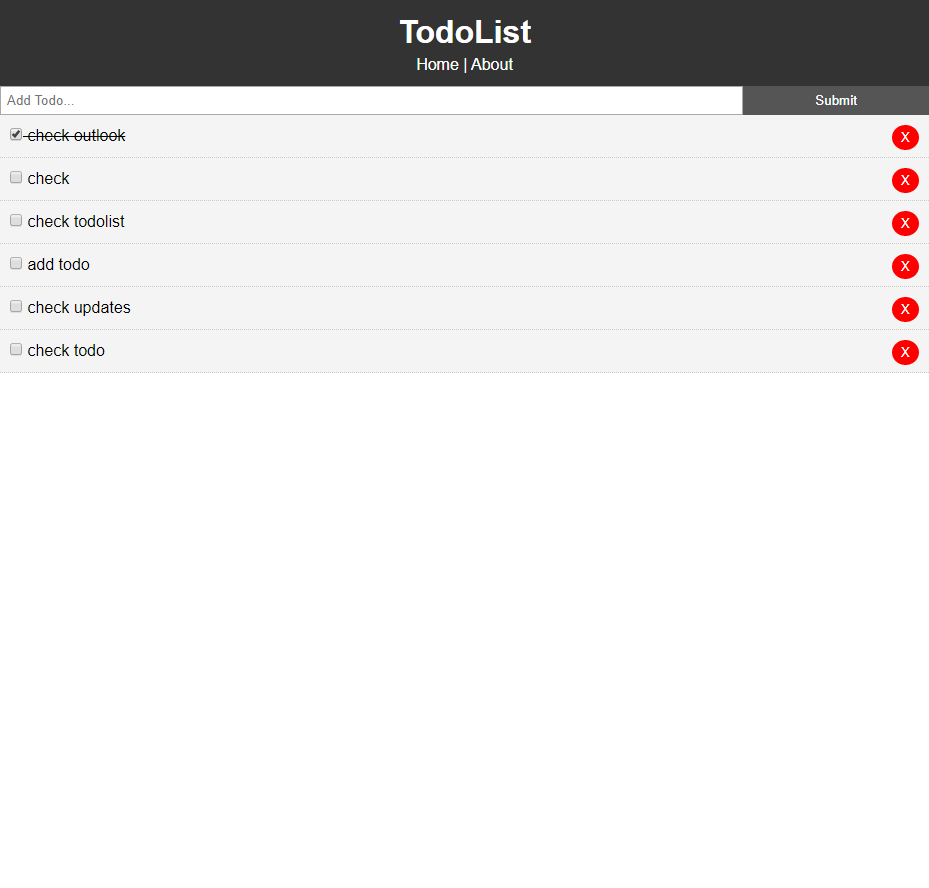 TodoList
Home | About
Add Todo... Submit
check outlook X
check X
check todolist X
add todo X
check updates X
check todo X